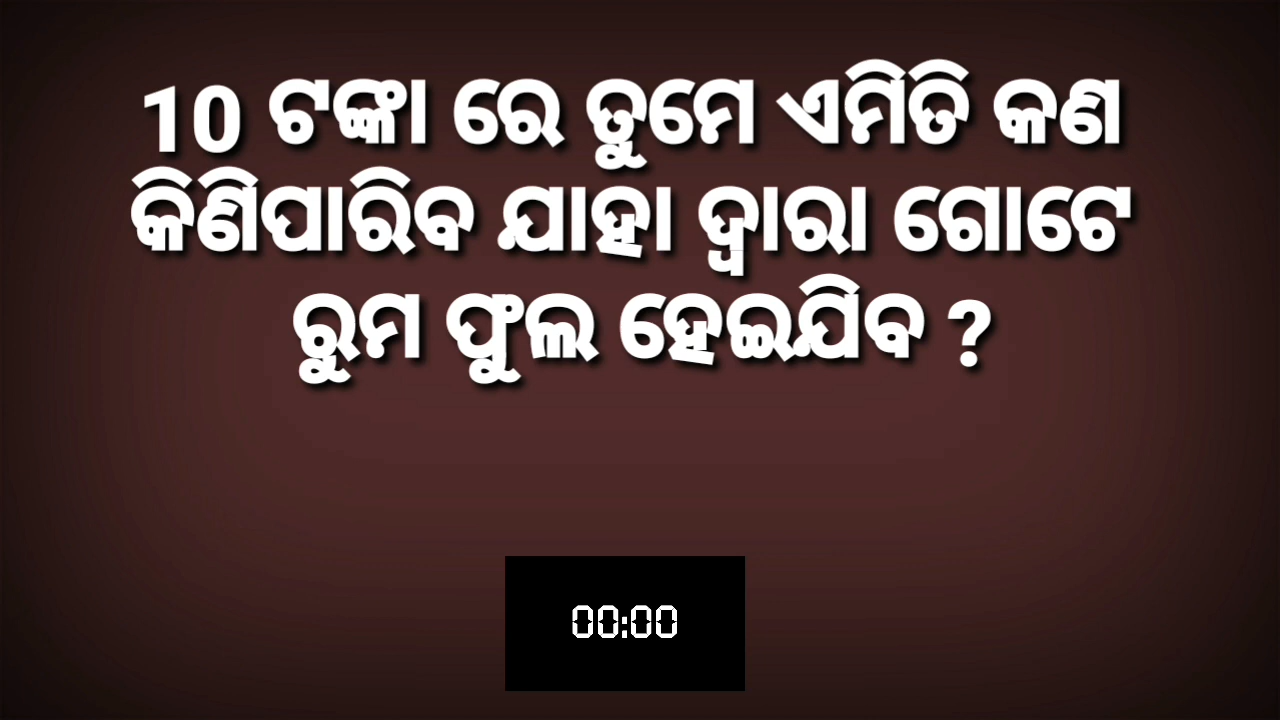 10 ଟଙ୍କା ରେ ତୁମେ ଏମିତି କଣ
କିଣିପାରିବ ଯାହା ଦ୍ୱାରା ଗୋଟେ
ରୁମ ଫୁଲ ହେଇଯିବ ?
00:00